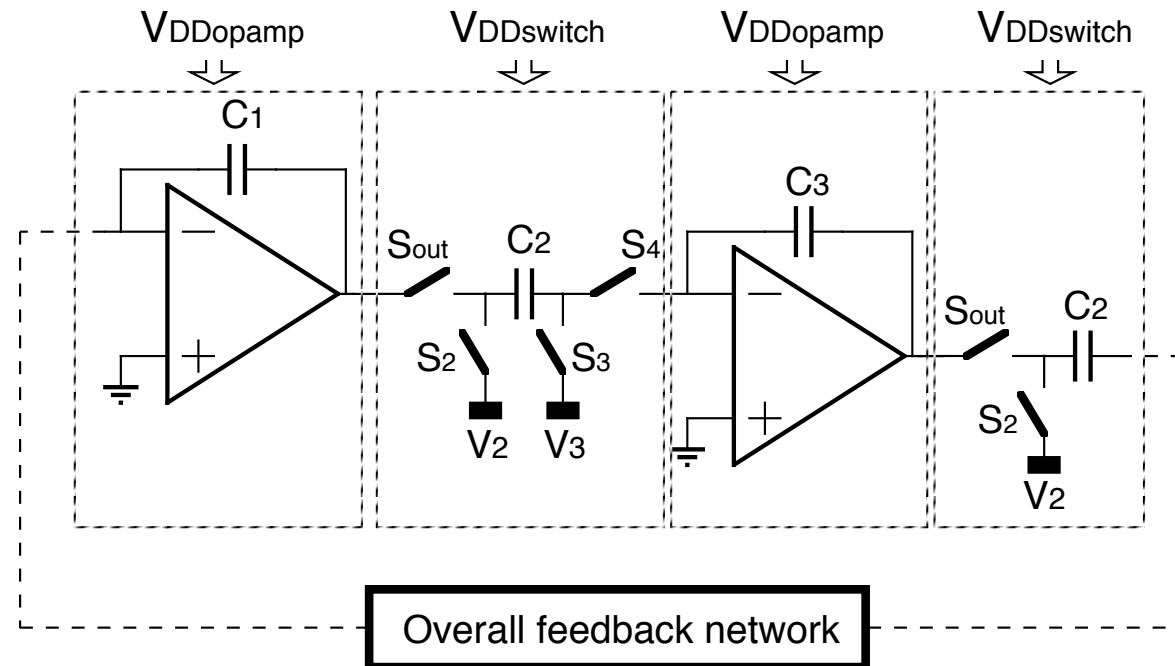 VDDopamp VDDswitch VDDopamp VDDswitch
C1
C3
Sout C2 S4
Sout C2
S2 S3
S2
V2 V3
V2
Overall feedback network